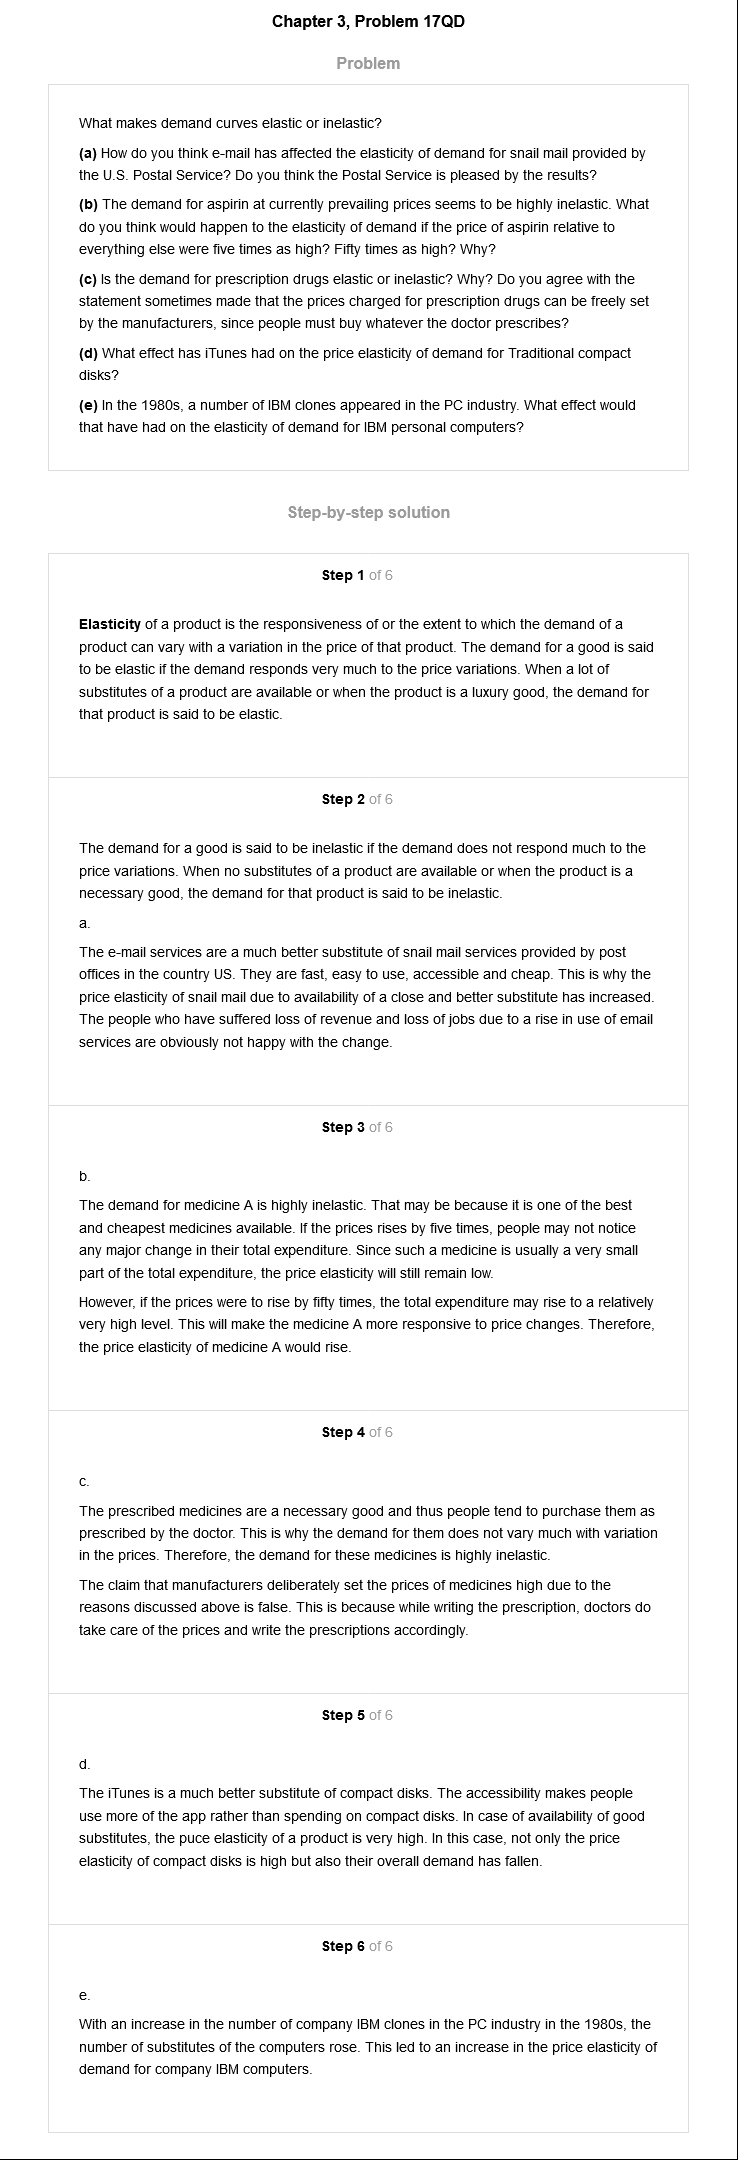 Chapter 3, Problem 17QD
Problem
What makes demand curves elastic or inelastic?
(a) How do you think e-mail has affected the elasticity of demand for snail mail provided by
the U.S. Postal Service? Do you think the Postal Service is pleased by the results?
(b) The demand for aspirin at currently prevailing prices seems to be highly inelastic. What
do you think would happen to the elasticity of demand if the price of aspirin relative to
everything else were five times as high? Fifty times as high? Why?
(c) Is the demand for prescription drugs elastic or inelastic? Why? Do you agree with the
statement sometimes made that the prices charged for prescription drugs can be freely set
by the manufacturers, since people must buy whatever the doctor prescribes?
(d) What effect has iTunes had on the price elasticity of demand for Traditional compact
disks?
(e) In the 1980s, a number of IBM clones appeared in the PC industry. What effect would
that have had on the elasticity of demand for IBM personal computers?
Step-by-step solution
Step 1 of 6
Elasticity of a product is the responsiveness of or the extent to which the demand of a
product can vary with a variation in the price of that product. The demand for a good is said
to be elastic if the demand responds very much to the price variations. When a lot of
substitutes of a product are available or when the product is a luxury good, the demand for
that product is said to be elastic.
Step 2 of 6
The demand for a good is said to be inelastic if the demand does not respond much to the
price variations. When no substitutes of a product are available or when the product is a
necessary good, the demand for that product is said to be inelastic.
a.
The e-mail services are a much better substitute of snail mail services provided by post
offices in the country US. They are fast, easy to use, accessible and cheap. This is why the
price elasticity of snail mail due to availability of a close and better substitute has increased.
The people who have suffered loss of revenue and loss of jobs due to a rise in use of email
services are obviously not happy with the change.
Step 3 of 6
b.
The demand for medicine A is highly inelastic. That may be because it is one of the best
and cheapest medicines available. If the prices rises by five times, people may not notice
any major change in their total expenditure. Since such a medicine is usually a very small
part of the total expenditure, the price elasticity will still remain low.
However, if the prices were to rise by fifty times, the total expenditure may rise to a relatively
very high level. This will make the medicine A more responsive to price changes. Therefore,
the price elasticity of medicine A would rise.
Step 4 of 6
c.
The prescribed medicines are a necessary good and thus people tend to purchase them as
prescribed by the doctor. This is why the demand for them does not vary much with variation
in the prices. Therefore, the demand for these medicines is highly inelastic.
The claim that manufacturers deliberately set the prices of medicines high due to the
reasons discussed above is false. This is because while writing the prescription, doctors do
take care of the prices and write the prescriptions accordingly.
Step 5 of 6
d.
The iTunes is a much better substitute of compact disks. The accessibility makes people
use more of the app rather than spending on compact disks. In case of availability of good
substitutes, the puce elasticity of a product is very high. In this case, not only the price
elasticity of compact disks is high but also their overall demand has fallen.
Step 6 of 6
e.
With an increase in the number of company IBM clones in the PC industry in the 1980s, the
number of substitutes of the computers rose. This led to an increase in the price elasticity of
demand for company IBM computers.